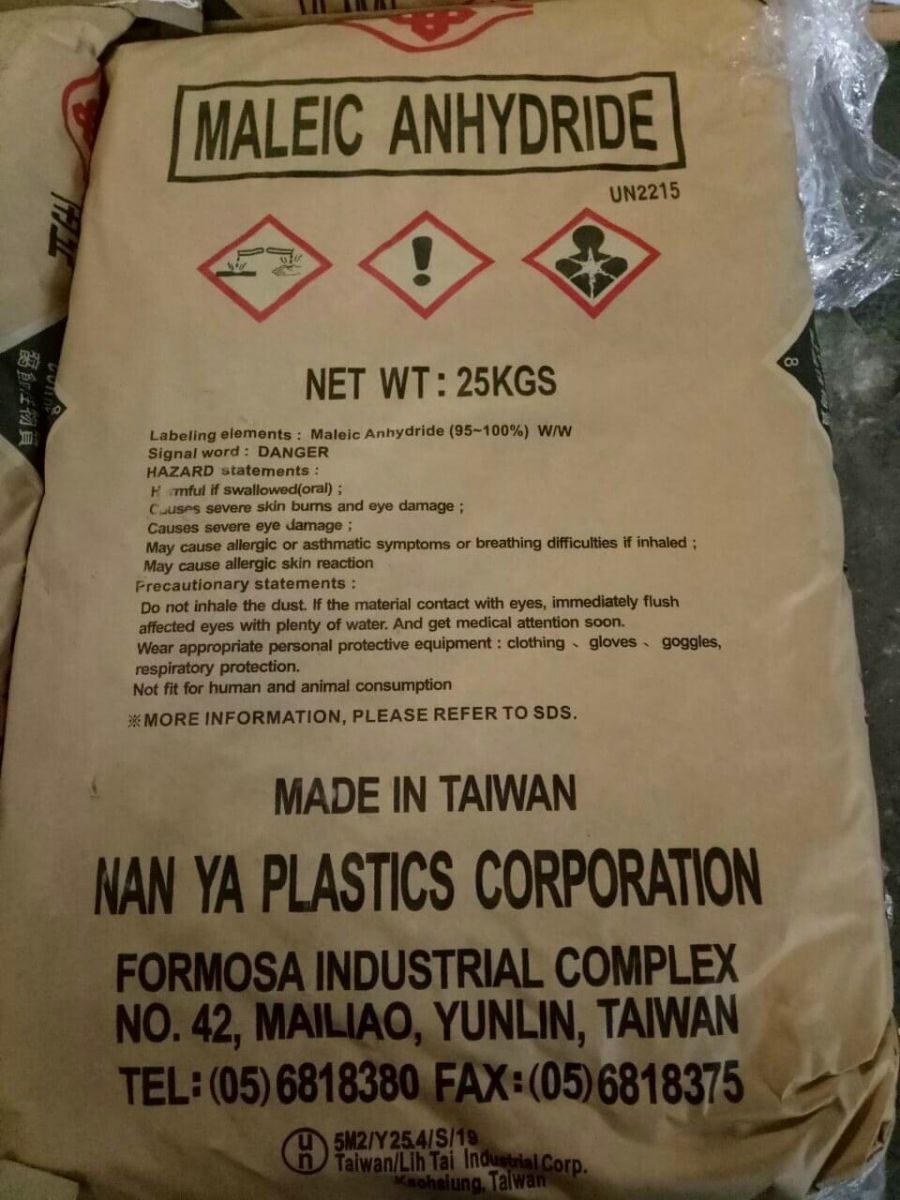 MALEIC ANHYDRIDE
UN2215
NET WT : 25KGS
Labeling elements : Maleic Anhydride (95~100%) W/W
Signal word : DANGER
HAZARD statements :
H rmful if swallowed(oral) ;
Causes severe skin burns and eye damage ;
Causes severe eye damage ;
May cause allergic or asthmatic symptoms or breathing difficulties if inhaled ;
May cause allergic skin reaction
Precautionary statements :
Do not inhale the dust. If the material contact with eyes, immediately flush
affected eyes with plenty of water. And get medical attention soon.
Wear appropriate personal protective equipment : clothing 、 gloves 、 goggles,
respiratory protection.
Not fit for human and animal consumption
※MORE INFORMATION, PLEASE REFER TO SDS.
MADE IN TAIWAN
NAN YA PLASTICS CORPORATION
FORMOSA INDUSTRIAL COMPLEX
NO. 42, MAILIAO, YUNLIN, TAIWAN
TEL: (05) 6818380 FAX: (05) 6818375
un 5M2/Y25.4/S/19
Taiwan/Lih Tai Industrial Corp.
Kaohsiung, Taiwan
8